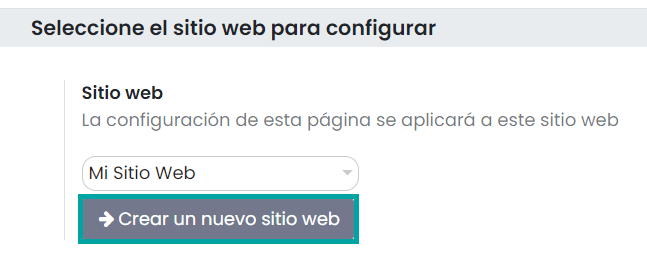 Seleccione el sitio web para configurar
Sitio web
La configuración de esta página se aplicará a este sitio web
Mi Sitio Web
Crear un nuevo sitio web